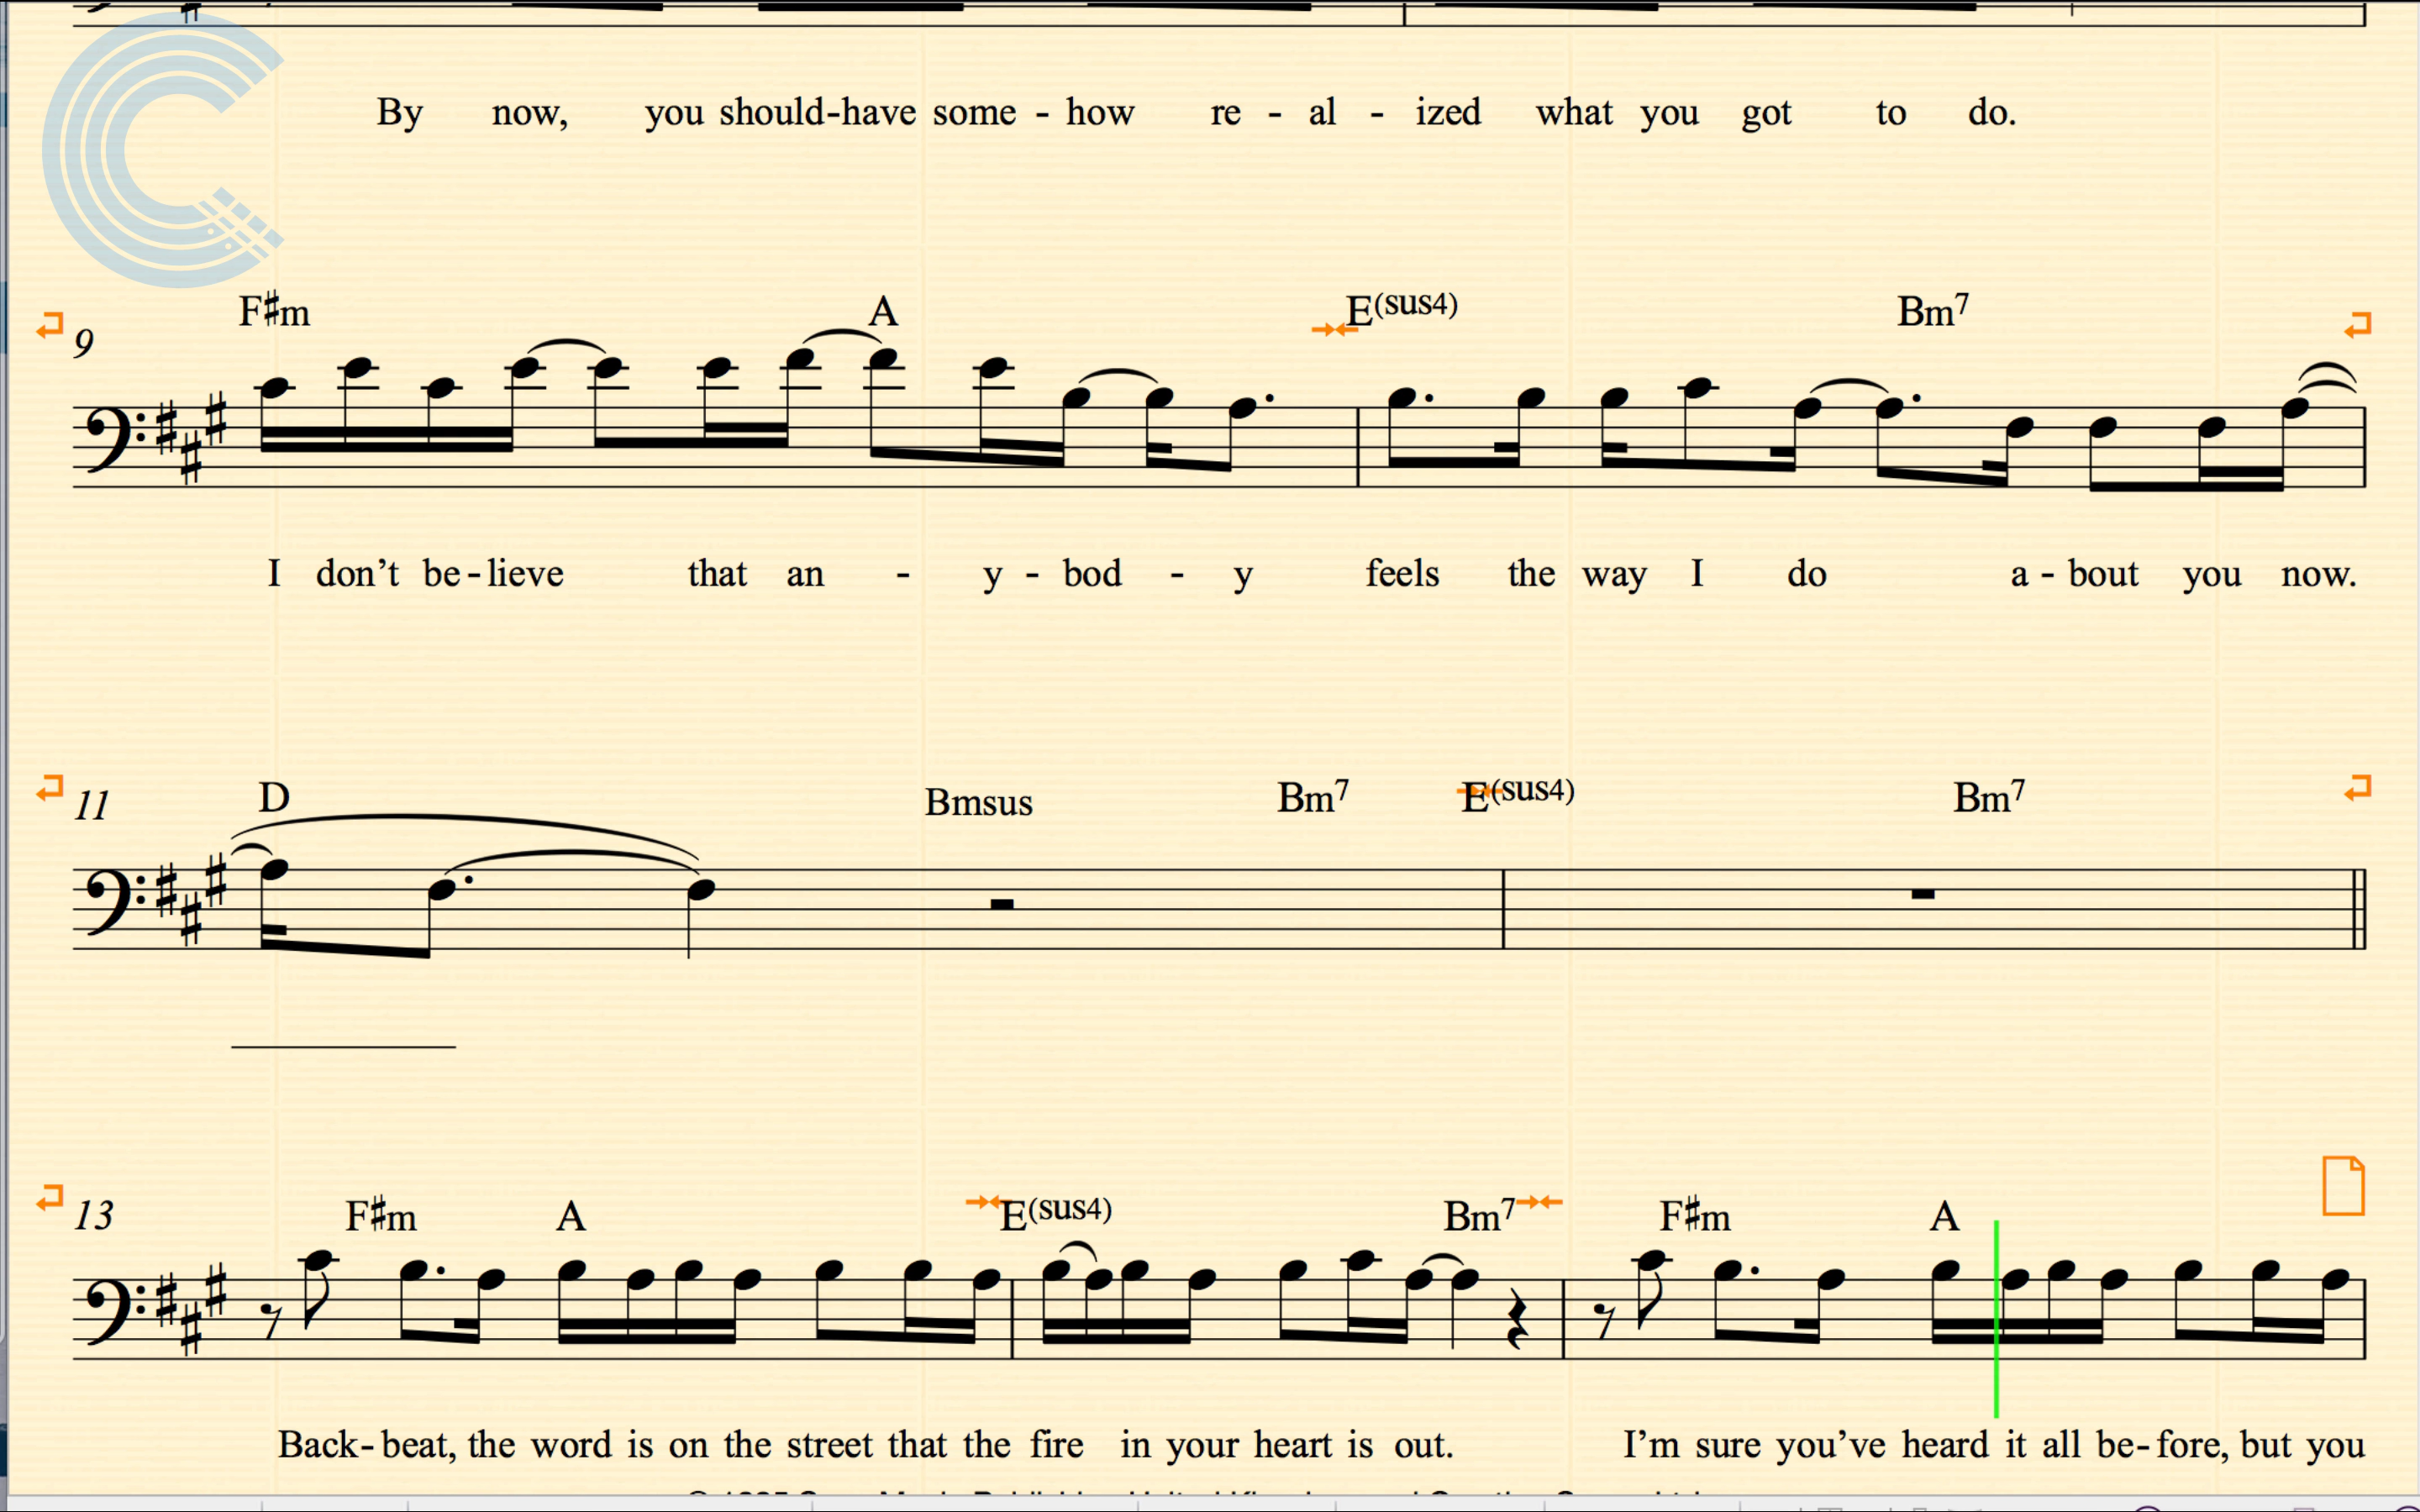 By now, you should-have some - how re - al - ized what you got to do.
F♯m A E(sus4) Bm7
9
I don't be - lieve that an - y - bod - y feels the way I do a - bout you now.
D Bmsus Bm7 E(sus4) Bm7
11
F♯m A E(sus4) Bm7 F♯m A
13
Back - beat, the word is on the street that the fire in your heart is out. I'm sure you've heard it all be - fore, but you